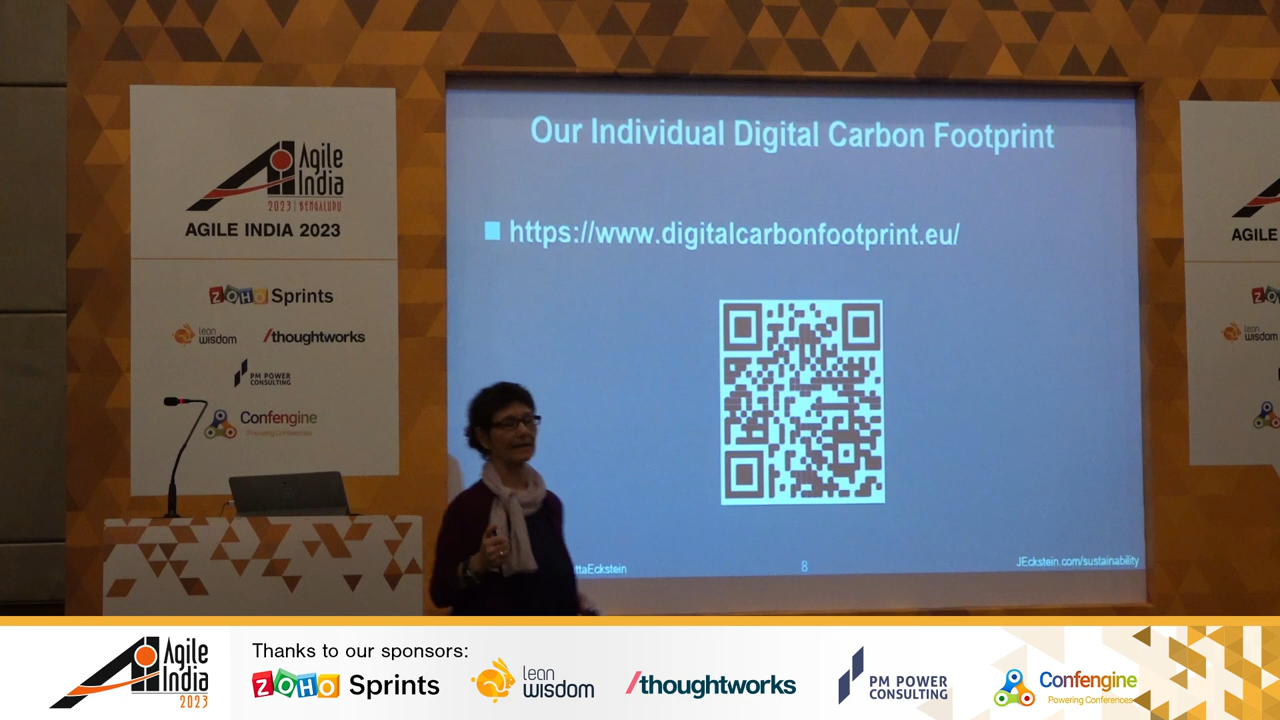 Agile
India
2023 | BENGALURU
AGILE INDIA 2023
ZOHO Sprints
lean
wisdom
/thoughtworks
PM POWER
CONSULTING
Confengine
Powering Conferences
Our Individual Digital Carbon Footprint
https://www.digitalcarbonfootprint.eu/
ttaEckstein
8
JEckstein.com/sustainability
AGILE
Agile
India
2023
Thanks to our sponsors:
ZOHO Sprints
lean
wisdom
/thoughtworks
PM POWER
CONSULTING
Confengine
Powering Conferences